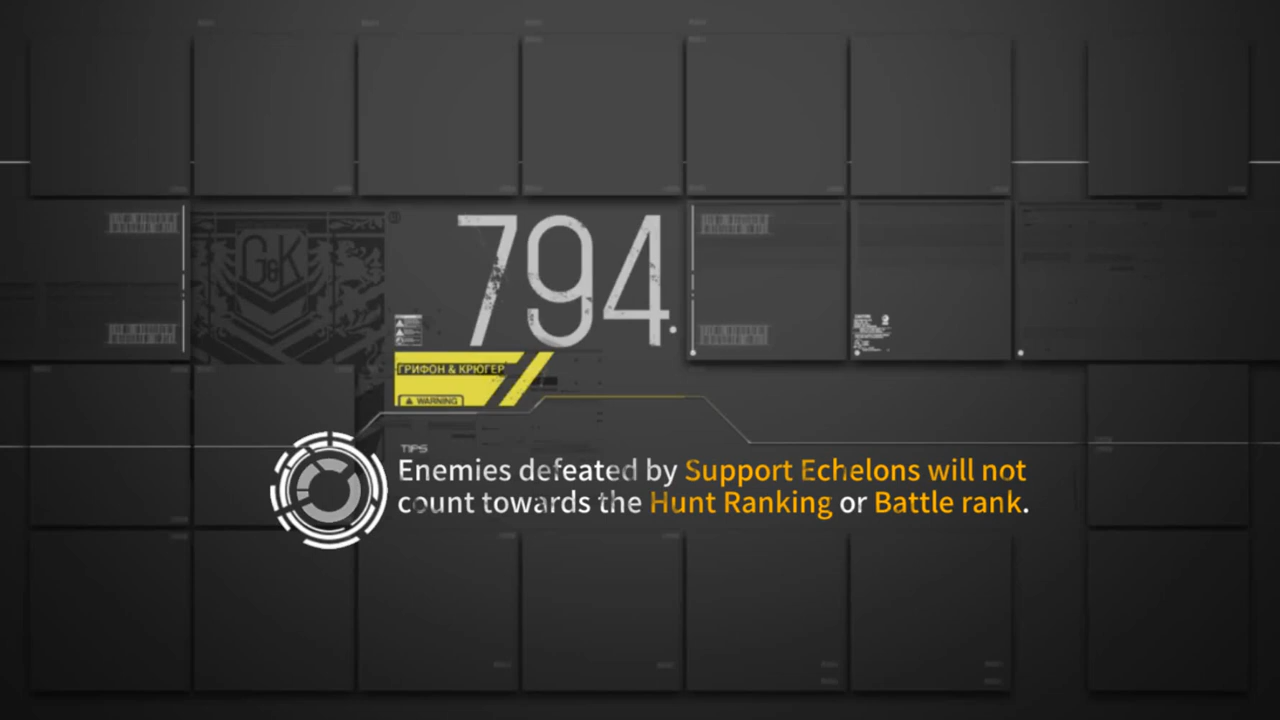 G&K
794.
ГРИФОН & КРЮГЕР
WARNING
TIPS
Enemies defeated by Support Echelons will not
count towards the Hunt Ranking or Battle rank.